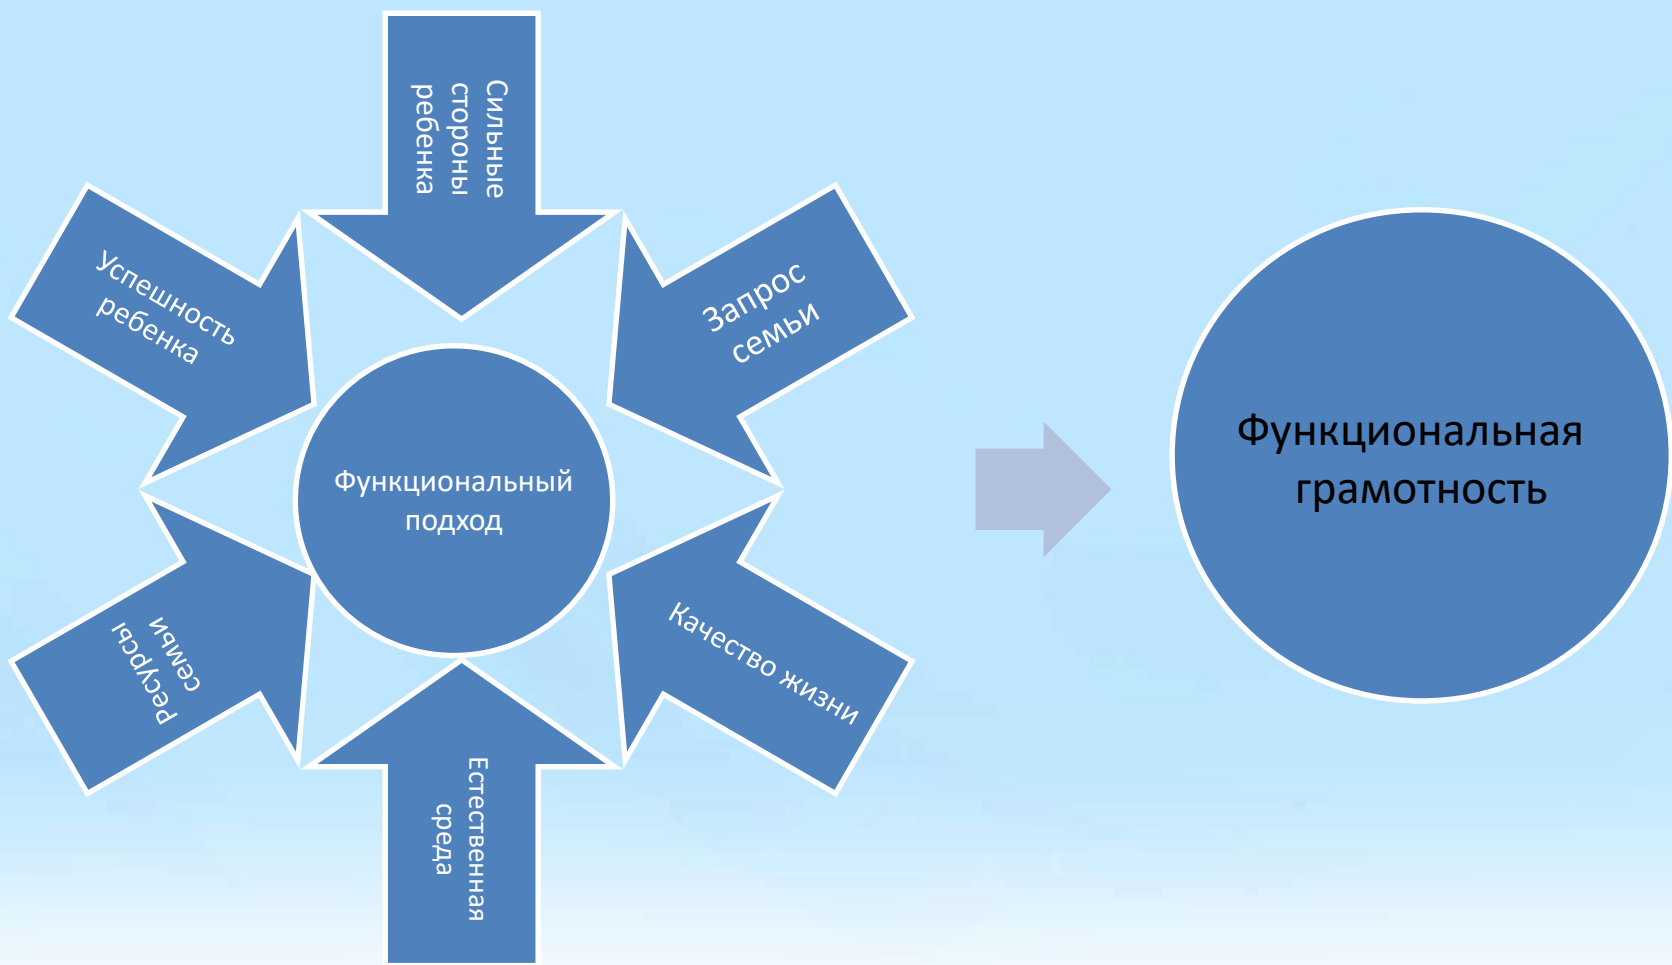 Сильные
стороны
ребенка
Запрос
семьи
Качество жизни
Естественная
среда
Ресурсы
семьи
Успешность
ребенка
Функциональный
подход
Функциональная
грамотность